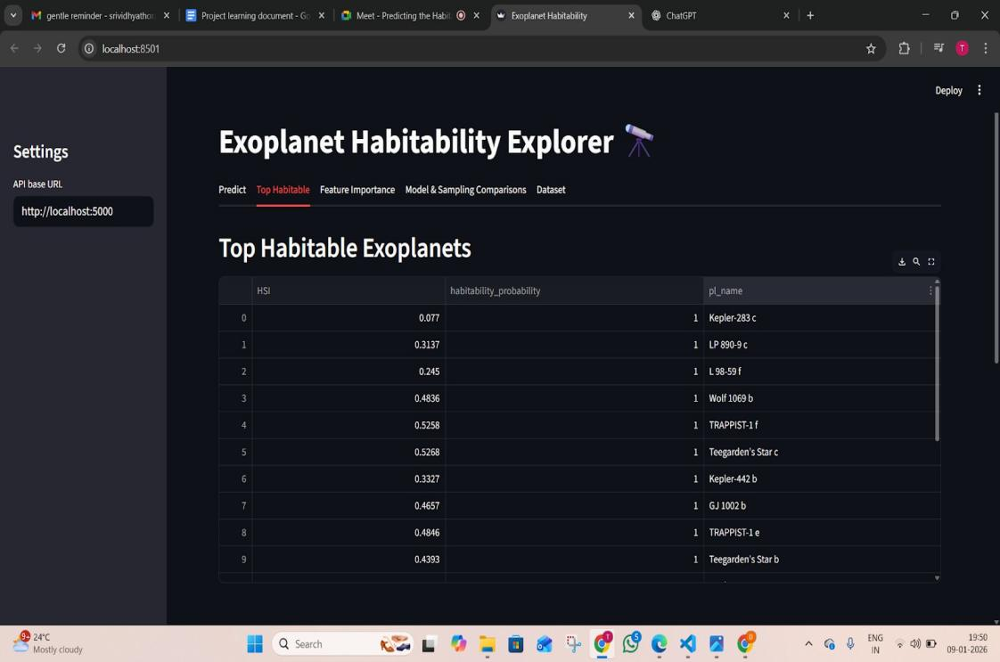 gentle reminder - srividhyathon
Project learning document - Go
Meet - Predicting the Habit
Exoplanet Habitability
ChatGPT
localhost:8501
T
Deploy
Settings
API base URL
http://localhost:5000
Exoplanet Habitability Explorer
Predict Top Habitable Feature Importance Model & Sampling Comparisons Dataset
Top Habitable Exoplanets
HSI habitability_probability pl_name
0 0.077 1 Kepler-283 c
1 0.3137 1 LP 890-9 c
2 0.245 1 L 98-59 f
3 0.4836 1 Wolf 1069 b
4 0.5258 1 TRAPPIST-1 f
5 0.5268 1 Teegarden's Star c
6 0.3327 1 Kepler-442 b
7 0.4657 1 GJ 1002 b
8 0.4846 1 TRAPPIST-1 e
9 0.4393 1 Teegarden's Star b
9+
24°C
Mostly cloudy
Search
T
5
ENG
IN
19:50
09-01-2026